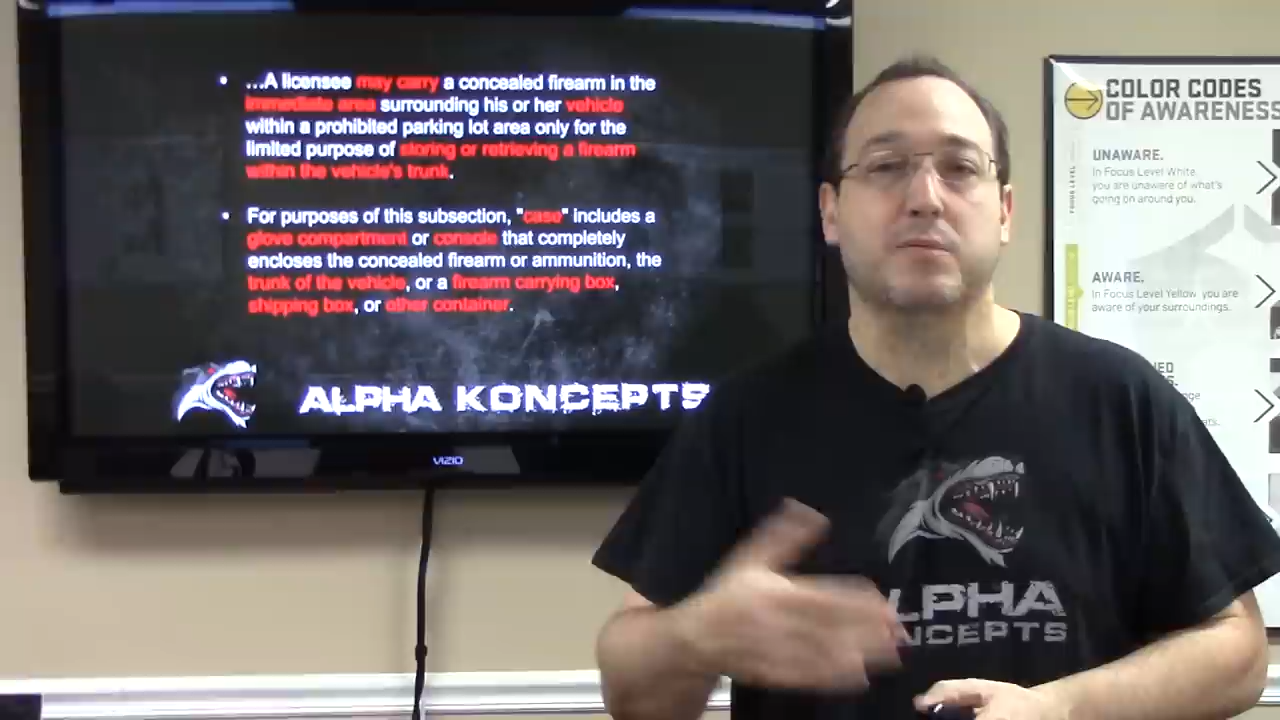 • ...A licensee may carry a concealed firearm in the
immediate area surrounding his or her vehicle
within a prohibited parking lot area only for the
limited purpose of storing or retrieving a firearm
within the vehicle's trunk.
• For purposes of this subsection, "case" includes a
glove compartment or console that completely
encloses the concealed firearm or ammunition, the
trunk of the vehicle, or a firearm carrying box,
shipping box, or other container.
ALPHA KONCEPTS
VIZIO
COLOR CODES
OF AWARENESS
UNAWARE.
In Focus Level White,
you are unaware of what's
going on around you.
FOCUS LEVEL
AWARE.
In Focus Level Yellow, you are
aware of your surroundings.
LPHA
NCEPTS